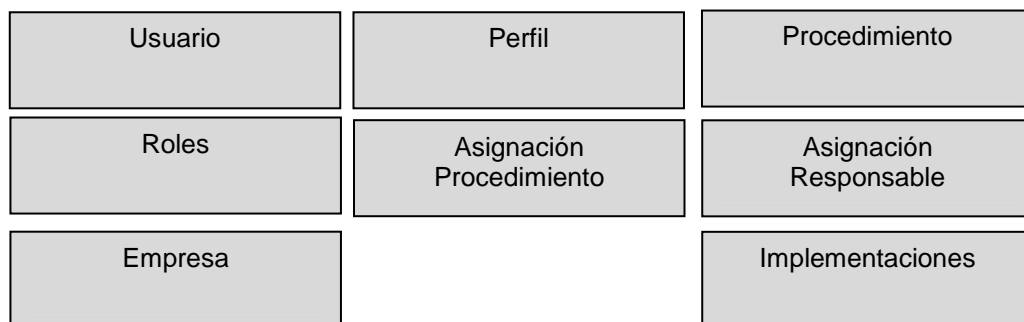 Usuario
Perfil
Procedimiento
Roles
Asignación
Procedimiento
Asignación
Responsable
Empresa
Implementaciones